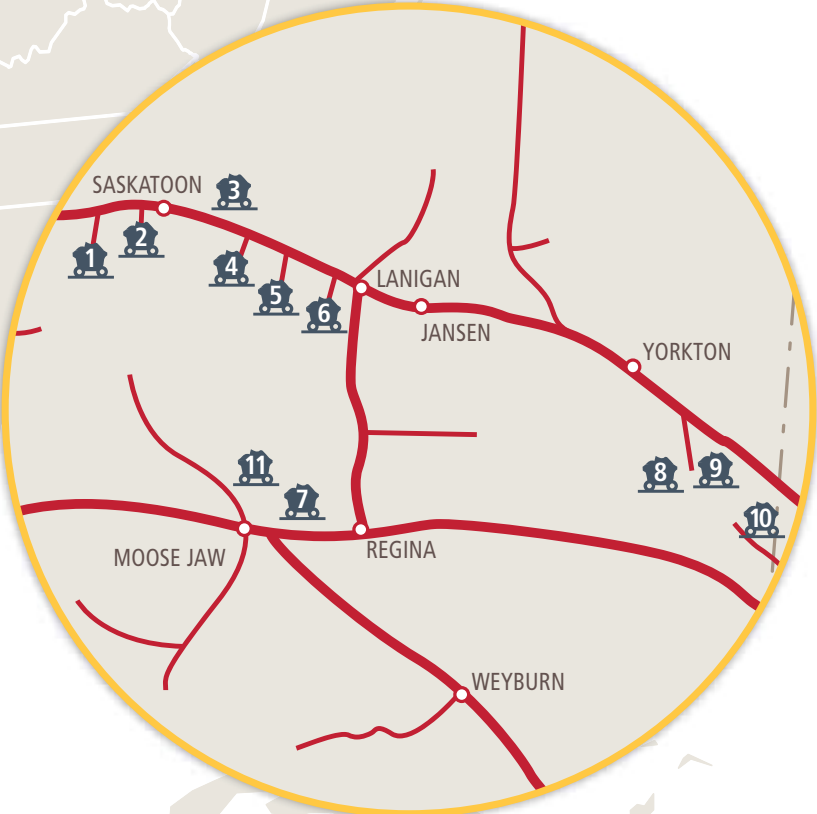 SASKATOON
3
2
1
4
5
6
LANIGAN
JANSEN
YORKTON
11
7
8
9
10
MOOSE JAW
REGINA
WEYBURN